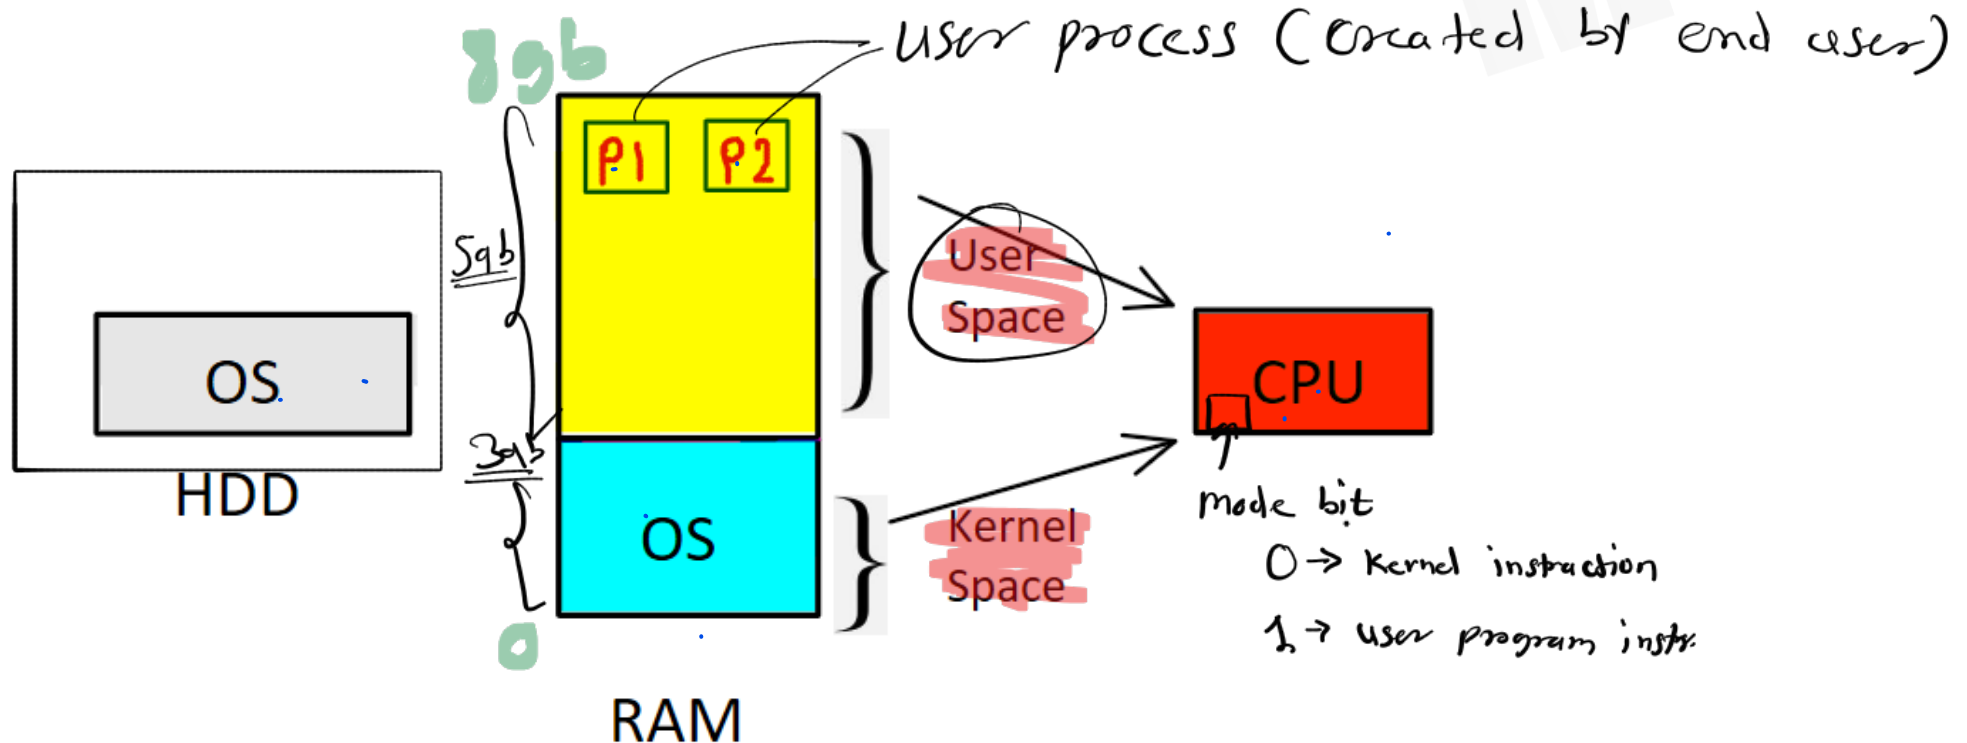 8gb
user process (created by end user)
P1
P2
5gb
User
Space
OS
HDD
CPU
3gb
OS
Kernel
Space
mode bit
0 → Kernel instruction
1 → user program instr.
0
RAM